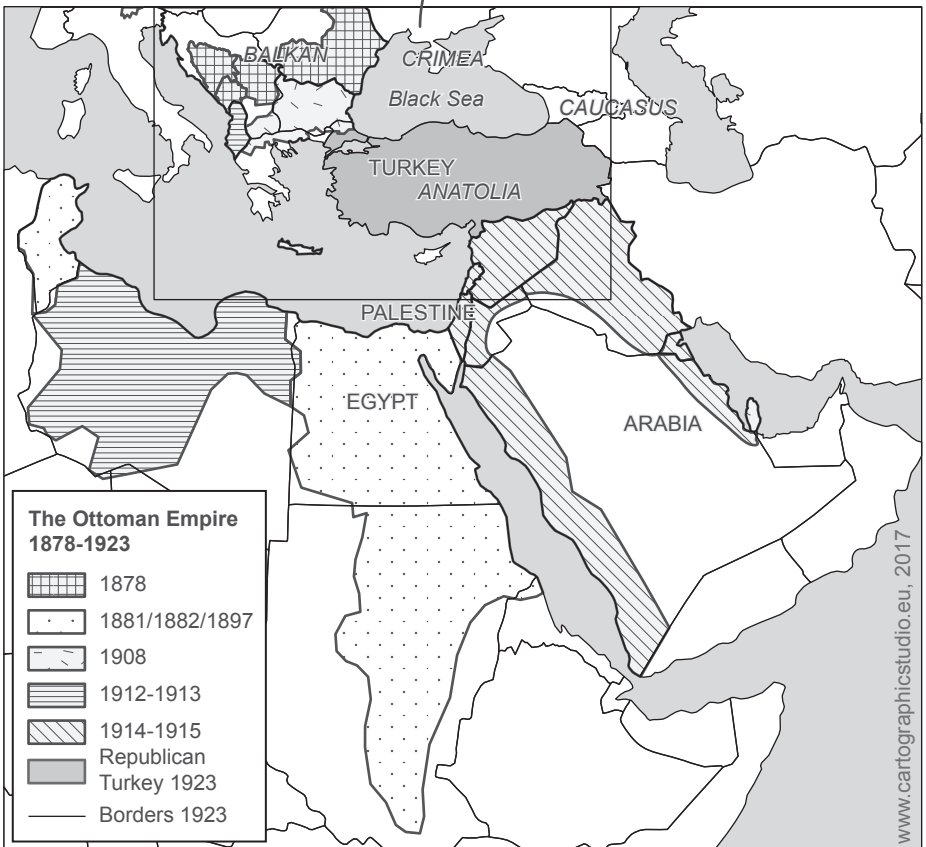 BALKAN
CRIMEA
Black Sea
CAUCASUS
TURKEY
ANATOLIA
PALESTINE
EGYPT
ARABIA
The Ottoman Empire
1878-1923
1878
1881/1882/1897
1908
1912-1913
1914-1915
Republican
Turkey 1923
Borders 1923
www.cartographicstudio.eu, 2017